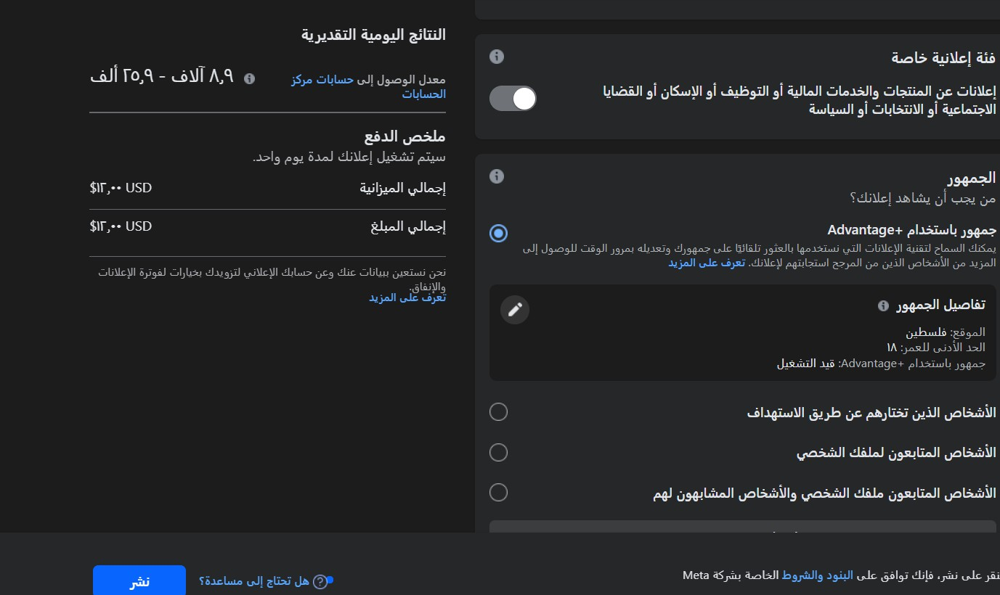 فئة إعلانية خاصة
إعلانات عن المنتجات والخدمات المالية أو التوظيف أو الإسكان أو القضايا
الاجتماعية أو الانتخابات أو السياسة
الجمهور
من يجب أن يشاهد إعلانك؟
جمهور باستخدام +Advantage
يمكنك السماح لتقنية الإعلانات التي نستخدمها بالعثور تلقائيًا على جمهورك وتعديله بمرور الوقت للوصول إلى
المزيد من الأشخاص الذين من المرجح استجابتهم لإعلانك. تعرف على المزيد
تفاصيل الجمهور
الموقع: فلسطين
الحد الأدنى للعمر: ١٨
جمهور باستخدام +Advantage: قيد التشغيل
الأشخاص الذين تختارهم عن طريق الاستهداف
الأشخاص المتابعون لملفك الشخصي
الأشخاص المتابعون ملفك الشخصي والأشخاص المشابهون لهم
النتائج اليومية التقديرية
معدل الوصول إلى حسابات مركز
الحسابات
٨٫٩ آلاف - ٢٥٫٩ ألف
ملخص الدفع
سيتم تشغيل إعلانك لمدة يوم واحد.
إجمالي الميزانية
$١٢٫٠٠ USD
إجمالي المبلغ
$١٢٫٠٠ USD
نحن نستعين ببيانات عنك وعن حسابك الإعلاني لتزويدك بخيارات لفوترة الإعلانات
والإنفاق.
تعرف على المزيد
على نشر، فإنك توافق على البنود والشروط الخاصة بشركة Meta
هل تحتاج إلى مساعدة؟
نشر